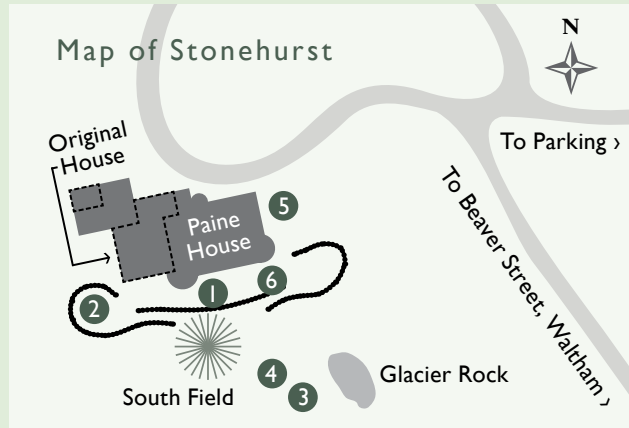 Map of Stonehurst
N
Original
House
To Parking ›
To Beaver Street, Waltham ›
Paine
House
5
6
1
2
4
3
Glacier Rock
South Field